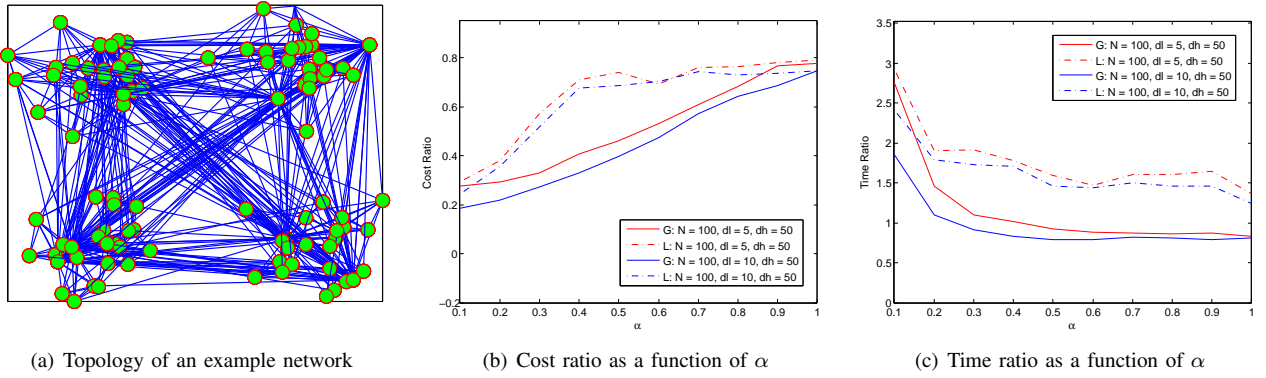 0.8
0.6
0.4
0.2
0
−0.2
Cost Ratio
G: N = 100, dl = 5, dh = 50
L: N = 100, dl = 5, dh = 50
G: N = 100, dl = 10, dh = 50
L: N = 100, dl = 10, dh = 50
0.1 0.2 0.3 0.4 0.5 0.6 0.7 0.8 0.9 1
α
3.5
3
2.5
2
1.5
1
0.5
0
Time Ratio
G: N = 100, dl = 5, dh = 50
L: N = 100, dl = 5, dh = 50
G: N = 100, dl = 10, dh = 50
L: N = 100, dl = 10, dh = 50
0.1 0.2 0.3 0.4 0.5 0.6 0.7 0.8 0.9 1
α
(a) Topology of an example network
(b) Cost ratio as a function of α
(c) Time ratio as a function of α